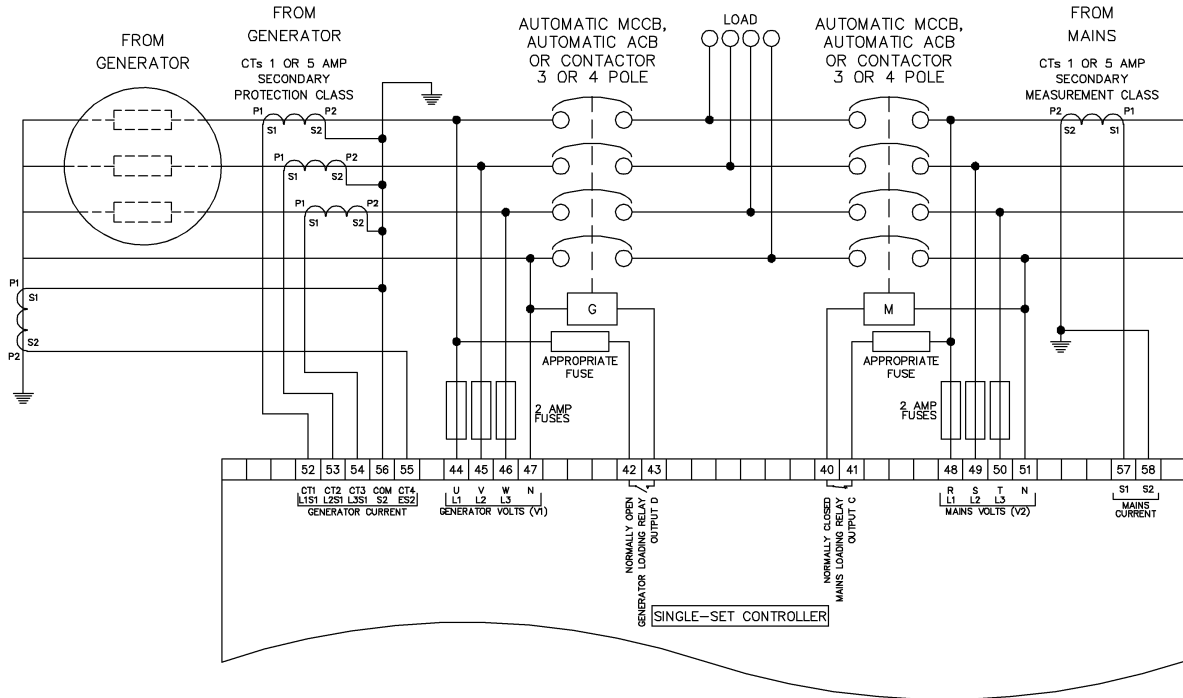 FROM
GENERATOR
FROM
GENERATOR
CTs 1 OR 5 AMP
SECONDARY
PROTECTION CLASS
AUTOMATIC MCCB,
AUTOMATIC ACB
OR CONTACTOR
3 OR 4 POLE
LOAD
AUTOMATIC MCCB,
AUTOMATIC ACB
OR CONTACTOR
3 OR 4 POLE
FROM
MAINS
CTs 1 OR 5 AMP
SECONDARY
MEASUREMENT CLASS
P1 P2
S1 S2
P1 P2
S1 S2
P1 P2
S1 S2
P2 P1
S2 S1
P1
S1
S2
P2
G
APPROPRIATE
FUSE
2 AMP
FUSES
M
APPROPRIATE
FUSE
2 AMP
FUSES
52 53 54 56 55 44 45 46 47 42 43 40 41 48 49 50 51 57 58
CT1 CT2 CT3 COM CT4
L1S1 L2S1 L3S1 S2 ES2
GENERATOR CURRENT
U V W N
L1 L2 L3
GENERATOR VOLTS (V1)
NORMALLY OPEN
GENERATOR LOADING RELAY
OUTPUT D
NORMALLY CLOSED
MAINS LOADING RELAY
OUTPUT C
R S T N
L1 L2 L3
MAINS VOLTS (V2)
S1 S2
MAINS
CURRENT
SINGLE-SET CONTROLLER